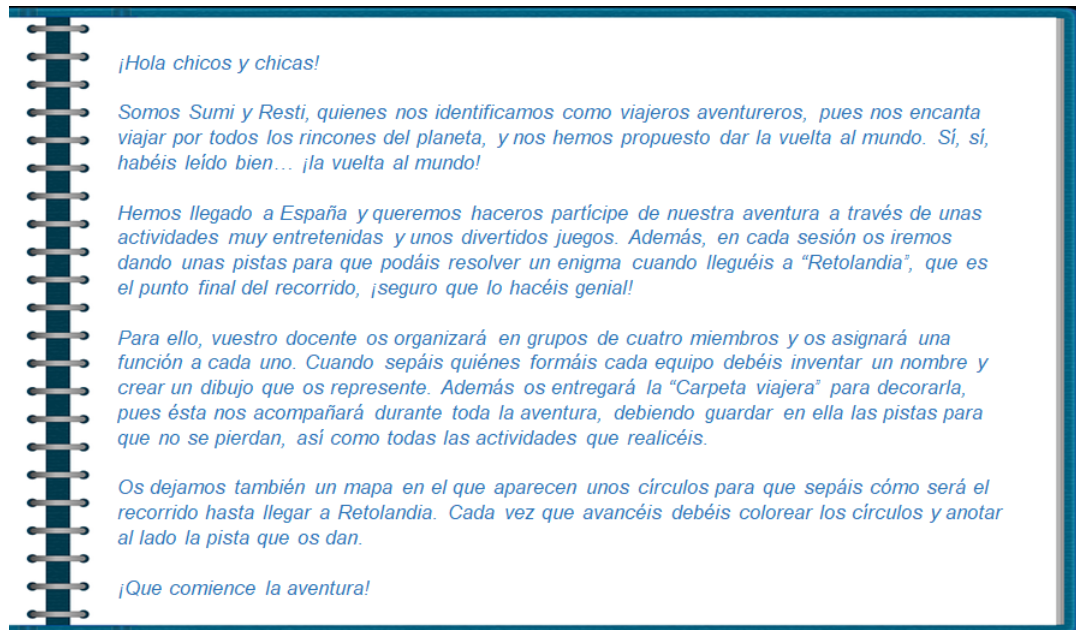 ¡Hola chicos y chicas!
Somos Sumi y Resti, quienes nos identificamos como viajeros aventureros, pues nos encanta
viajar por todos los rincones del planeta, y nos hemos propuesto dar la vuelta al mundo. Sí, sí,
habéis leído bien… ¡la vuelta al mundo!
Hemos llegado a España y queremos haceros partícipe de nuestra aventura a través de unas
actividades muy entretenidas y unos divertidos juegos. Además, en cada sesión os iremos
dando unas pistas para que podáis resolver un enigma cuando lleguéis a “Retolandia”, que es
el punto final del recorrido, ¡seguro que lo hacéis genial!
Para ello, vuestro docente os organizará en grupos de cuatro miembros y os asignará una
función a cada uno. Cuando sepáis quiénes formáis cada equipo debéis inventar un nombre y
crear un dibujo que os represente. Además os entregará la “Carpeta viajera” para decorarla,
pues ésta nos acompañará durante toda la aventura, debiendo guardar en ella las pistas para
que no se pierdan, así como todas las actividades que realicéis.
Os dejamos también un mapa en el que aparecen unos círculos para que sepáis cómo será el
recorrido hasta llegar a Retolandia. Cada vez que avancéis debéis colorear los círculos y anotar
al lado la pista que os dan.
¡Que comience la aventura!